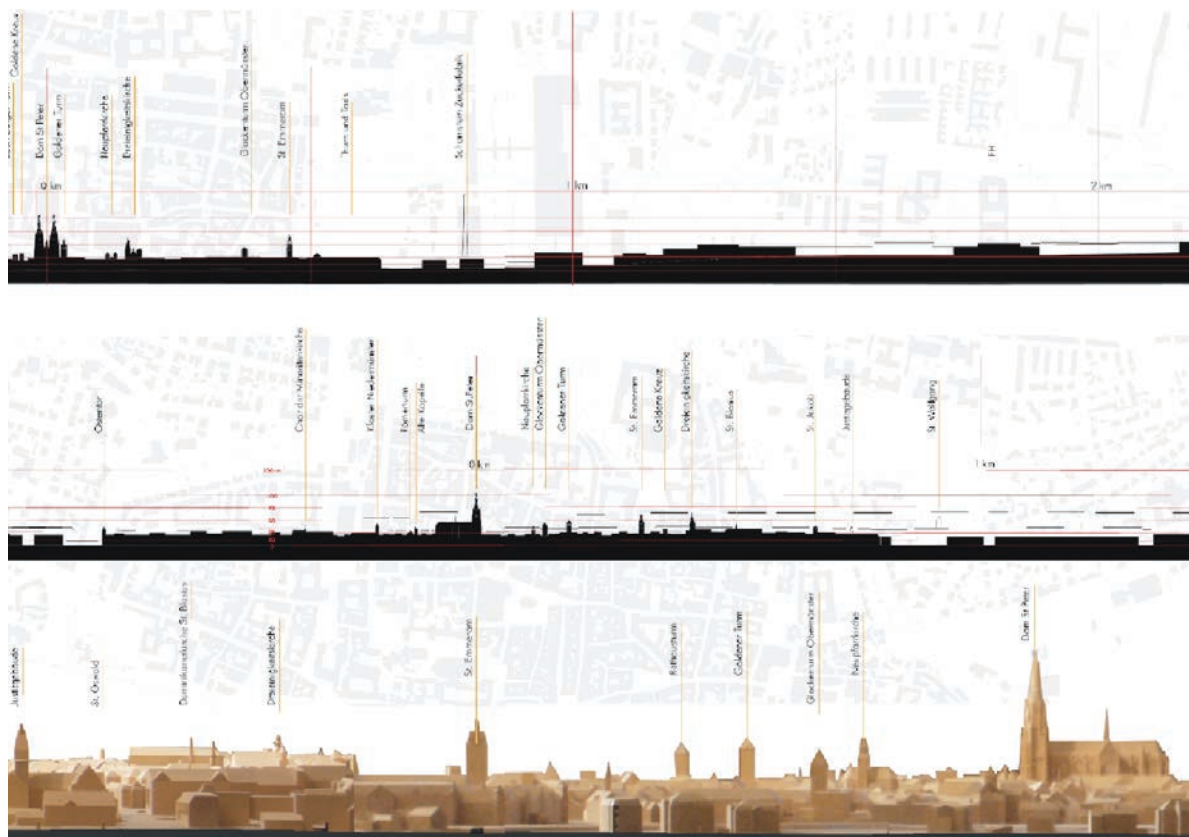 Goldene Kreuz
Dom St Peter
Goldener Turm
Neupfarrkirche
Dreieinigkeitskirche
Glockenturm Obermünster
St. Emmeram
Thurn und Taxis
Schornstein Zuckerfabrik
FH
0 km
1 km
2 km
Ostentor
Kloster Niedermünster
Römerturm
Alte Kapelle
Dom St.Peter
Neupfarrkirche
Glockenturm Obermünster
Goldener Turm
St. Emmeram
Goldene Kreuz
Dreieinigkeitskirche
St. Blasius
St. Jakob
Justizgebäude
St. Wolfgang
0 km
1 km
Justizgebäude
St. Oswald
Dominikanerkirche St. Blasius
Dreieinigkeitskirche
St. Emmeram
Rathausturm
Goldener Turm
Glockenturm Obermünster
Neupfarrkirche
Dom St Peter